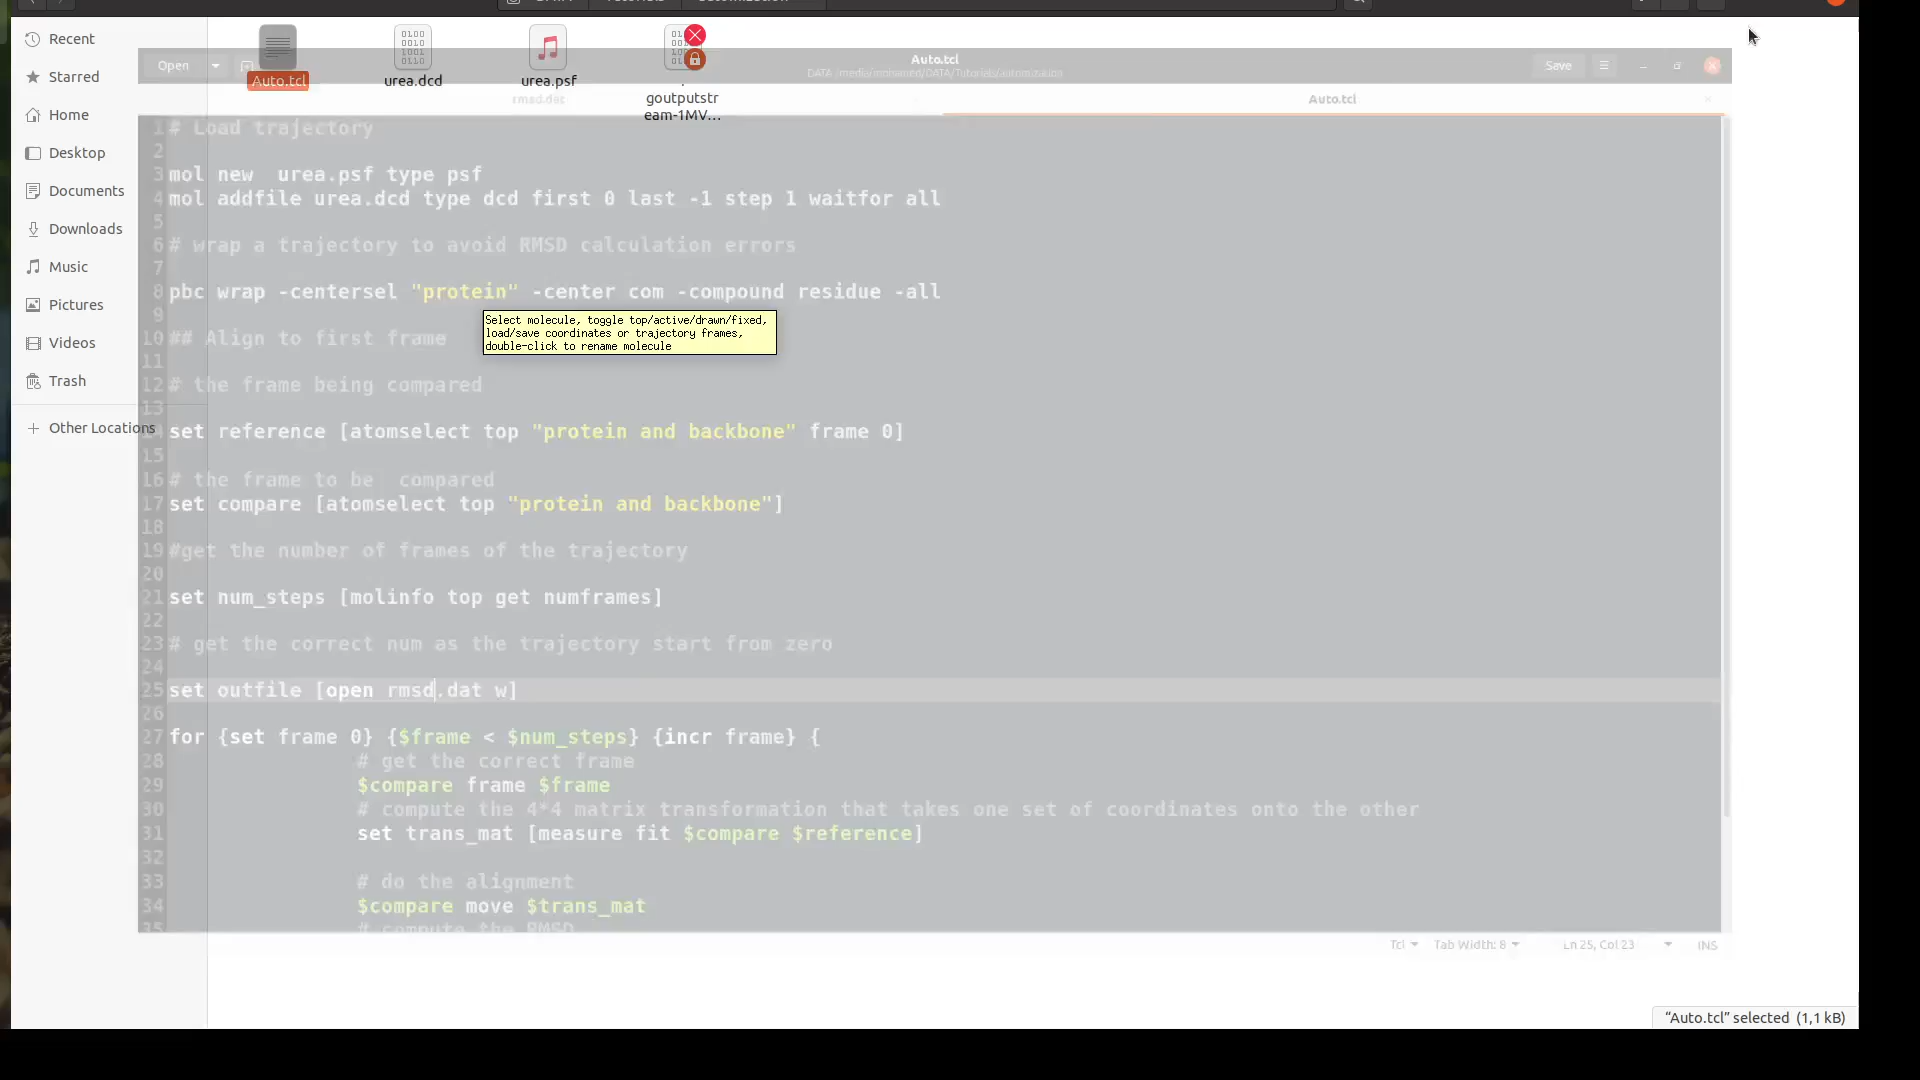 Recent
Starred
Home
Desktop
Documents
Downloads
Music
Pictures
Videos
Trash
Other Locations
Auto.tcl
urea.dcd
urea.psf
goutputstr
eam-1MV...
Open
Auto.tcl
DATA /media/mohamed/DATA/Tutorials/automization
Save
rmsd.dat
Auto.tcl
1 # Load trajectory
2
3 mol new  urea.psf type psf
4 mol addfile urea.dcd type dcd first 0 last -1 step 1 waitfor all
5
6 # wrap a trajectory to avoid RMSD calculation errors
7
8 pbc wrap -centersel "protein" -center com -compound residue -all
9
Select molecule, toggle top/active/drawn/fixed,
load/save coordinates or trajectory frames,
double-click to rename molecule
10 ## Align to first frame
11
12 # the frame being compared
13
14 set reference [atomselect top "protein and backbone" frame 0]
15
16 # the frame to be  compared
17 set compare [atomselect top "protein and backbone"]
18
19 #get the number of frames of the trajectory
20
21 set num_steps [molinfo top get numframes]
22
23 # get the correct num as the trajectory start from zero
24
25 set outfile [open rmsd.dat w]
26
27 for {set frame 0} {$frame < $num_steps} {incr frame} {
28 # get the correct frame
29 $compare frame $frame
30 # compute the 4*4 matrix transformation that takes one set of coordinates onto the other
31 set trans_mat [measure fit $compare $reference]
32
33 # do the alignment
34 $compare move $trans_mat
35 # compute the RMSD
Tcl
Tab Width: 8
Ln 25, Col 23
INS
"Auto.tcl" selected (1,1 kB)